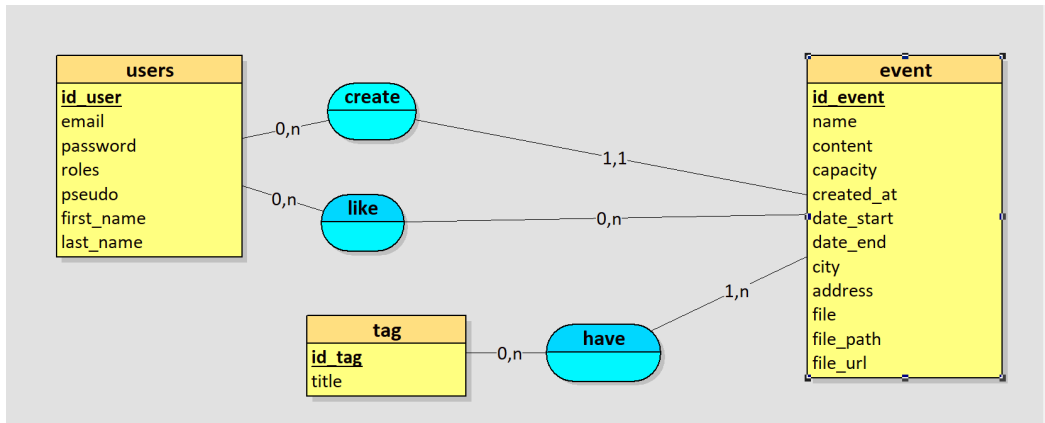 users
id_user
email
password
roles
pseudo
first_name
last_name
create
0,n
1,1
like
0,n
0,n
event
id_event
name
content
capacity
created_at
date_start
date_end
city
address
file
file_path
file_url
tag
id_tag
title
0,n
have
1,n